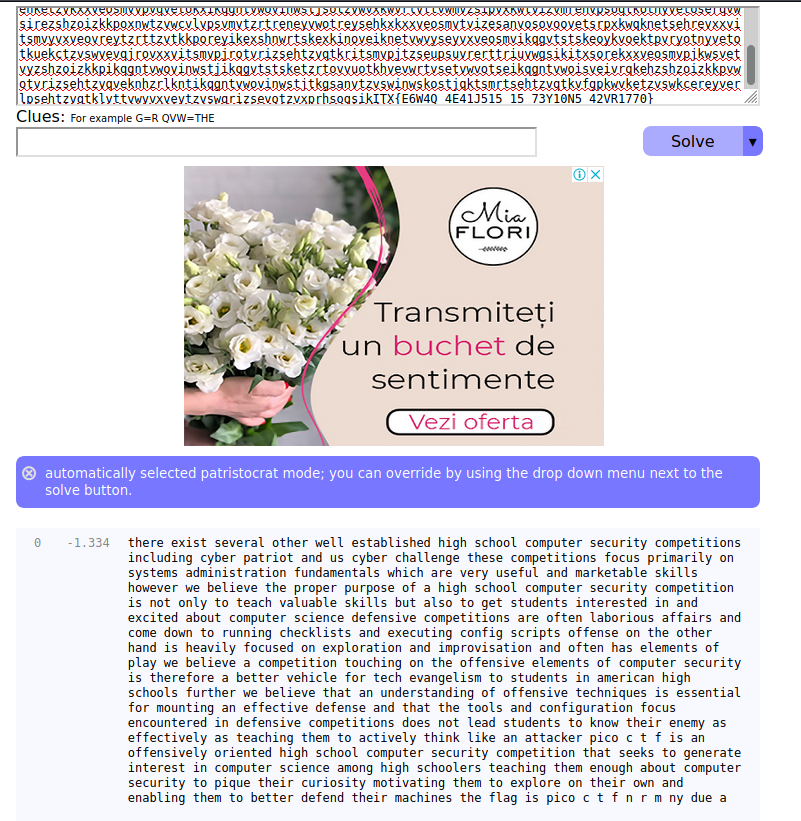 sirezshzoizkkpoxnwtzvwcvlvpsvmvtzrtreneyvwotreysehkxkxxveosmvytvizesanvosovoovetsrpxkwqknetsehrevxxvi
tsmvyvxveovreytzrttzvtkkporeyikexshnwrtskexkinoveiknetvwvyseyvxveosmvikqgvtstskeoykvoektpvryotnyveto
tkuekctzvswvevgjrovxxvitsmvpjrotvrizsehtzvqtkritsmvpjtzseupsuvrerttriuvwgsikitxsorekxxveosmvpjkwsvet
vyzshzoizkkpikqgntvwovinwstjikqgvtstsketzrtovyuotkhvevwrtvsetvwvotseikqgntvwoisveivrqkehzshzoizkkpvw
otvrizsehtzvqveknhzrlkntikqgntvwovinwstjtkgsanvtzvswinwskostjqktsmrtsehtzvqtkvfgpkwvketzvswkcereyver
Clues: For example G=R QVW=THE
Solve
Mia
FLORI
Transmiteți
un buchet de
sentimente
Vezi oferta
automatically selected patristocrat mode; you can override by using the drop down menu next to the
solve button.
0 -1.334 there exist several other well established high school computer security competitions
including cyber patriot and us cyber challenge these competitions focus primarily on
systems administration fundamentals which are very useful and marketable skills
however we believe the proper purpose of a high school computer security competition
is not only to teach valuable skills but also to get students interested in and
excited about computer science defensive competitions are often laborious affairs and
come down to running checklists and executing config scripts offense on the other
hand is heavily focused on exploration and improvisation and often has elements of
play we believe a competition touching on the offensive elements of computer security
is therefore a better vehicle for tech evangelism to students in american high
schools further we believe that an understanding of offensive techniques is essential
for mounting an effective defense and that the tools and configuration focus
encountered in defensive competitions does not lead students to know their enemy as
effectively as teaching them to actively think like an attacker pico c t f is an
offensively oriented high school computer security competition that seeks to generate
interest in computer science among high schoolers teaching them enough about computer
security to pique their curiosity motivating them to explore on their own and
enabling them to better defend their machines the flag is pico c t f n r m ny due a